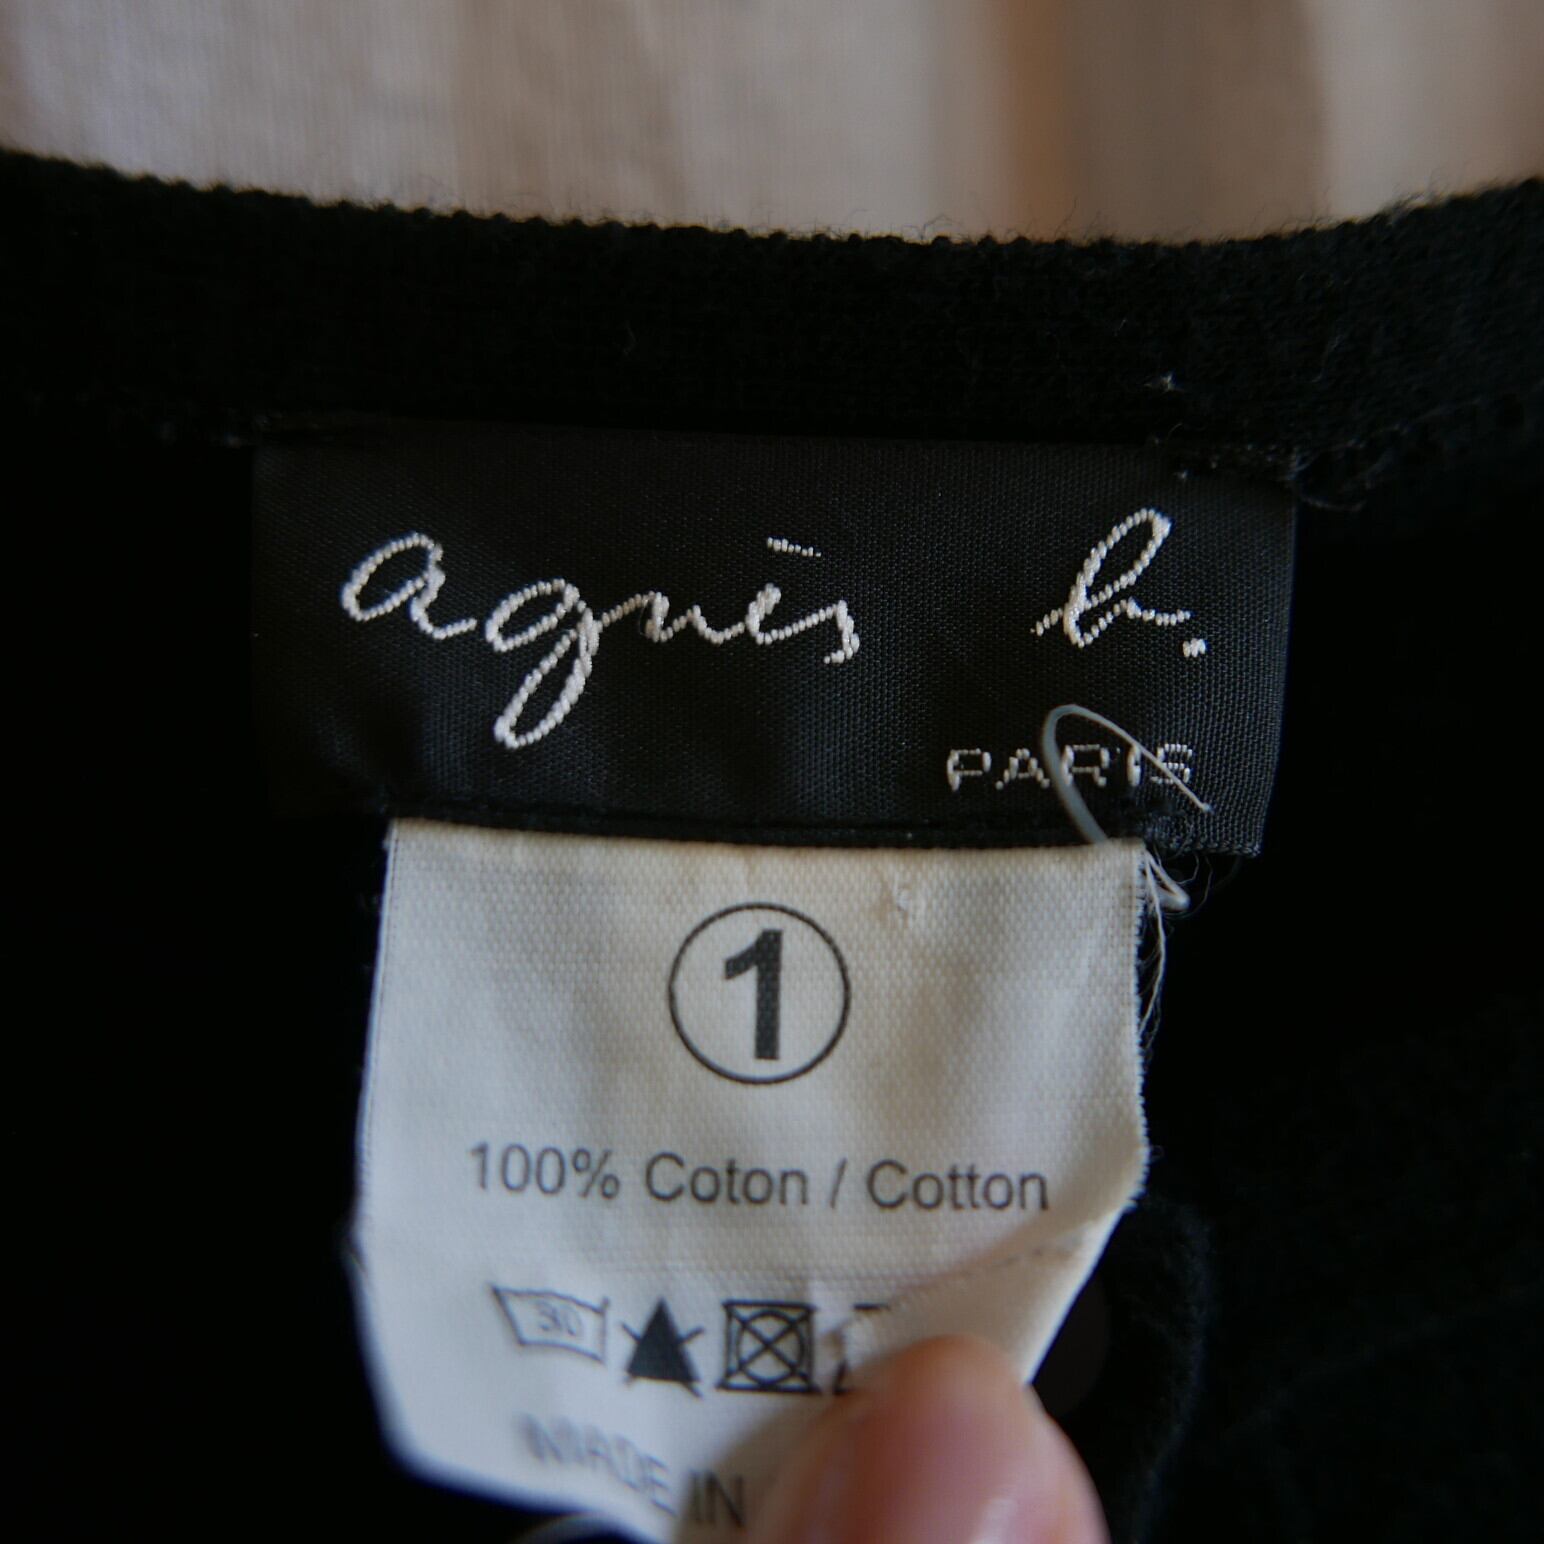 agnès b.
PARIS
1
100% Coton / Cotton
30
MADE IN